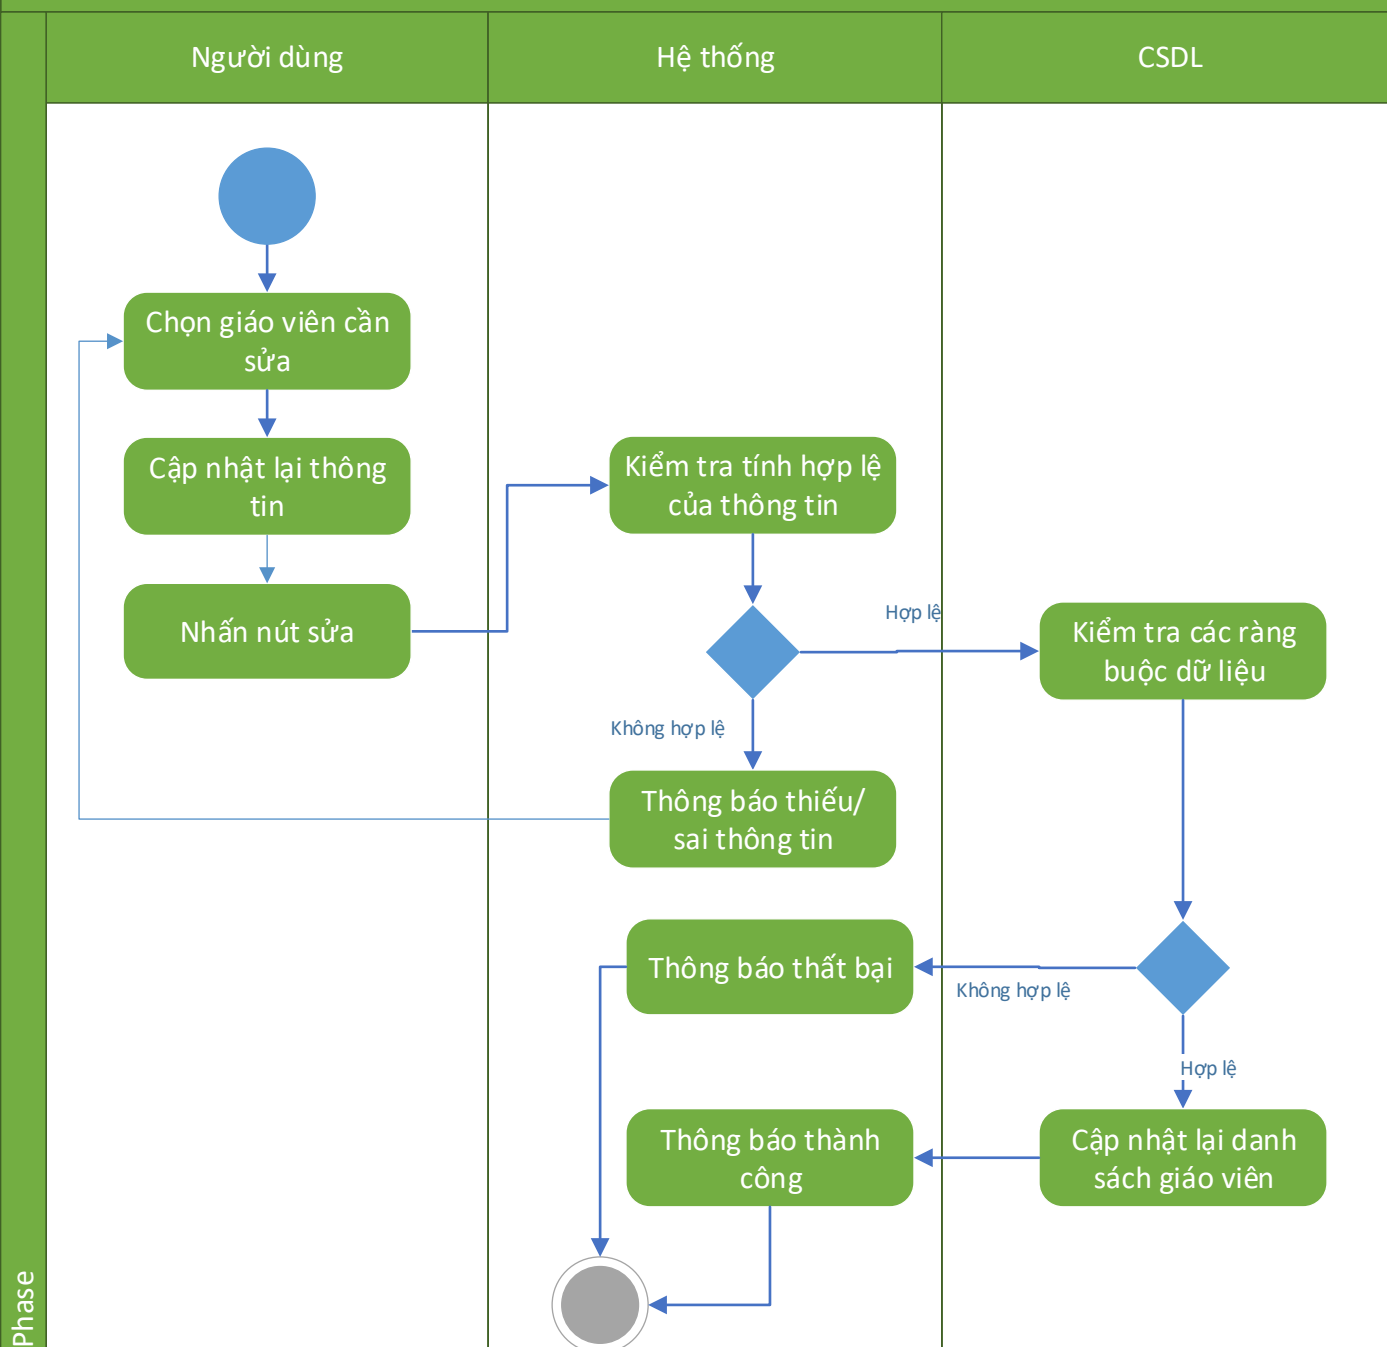 Người dùng
Hệ thống
CSDL
Chọn giáo viên cần
sửa
Cập nhật lại thông
tin
Nhấn nút sửa
Kiểm tra tính hợp lệ
của thông tin
Hợp lệ
Kiểm tra các ràng
buộc dữ liệu
Không hợp lệ
Thông báo thiếu/
sai thông tin
Thông báo thất bại
Không hợp lệ
Hợp lệ
Thông báo thành
công
Cập nhật lại danh
sách giáo viên
Phase